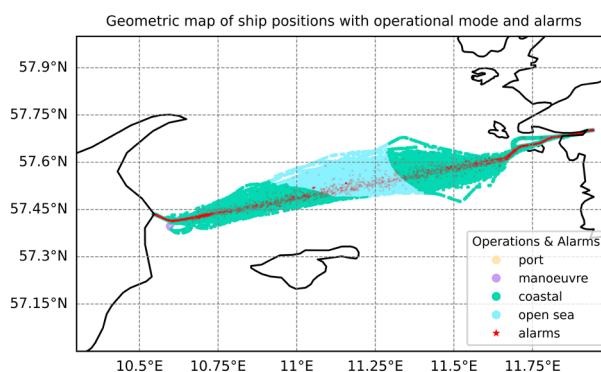 Geometric map of ship positions with operational mode and alarms
57.9°N
57.75°N
57.6°N
57.45°N
57.3°N
57.15°N
Operations & Alarms
port
manoeuvre
coastal
open sea
alarms
10.5°E 10.75°E 11°E 11.25°E 11.5°E 11.75°E